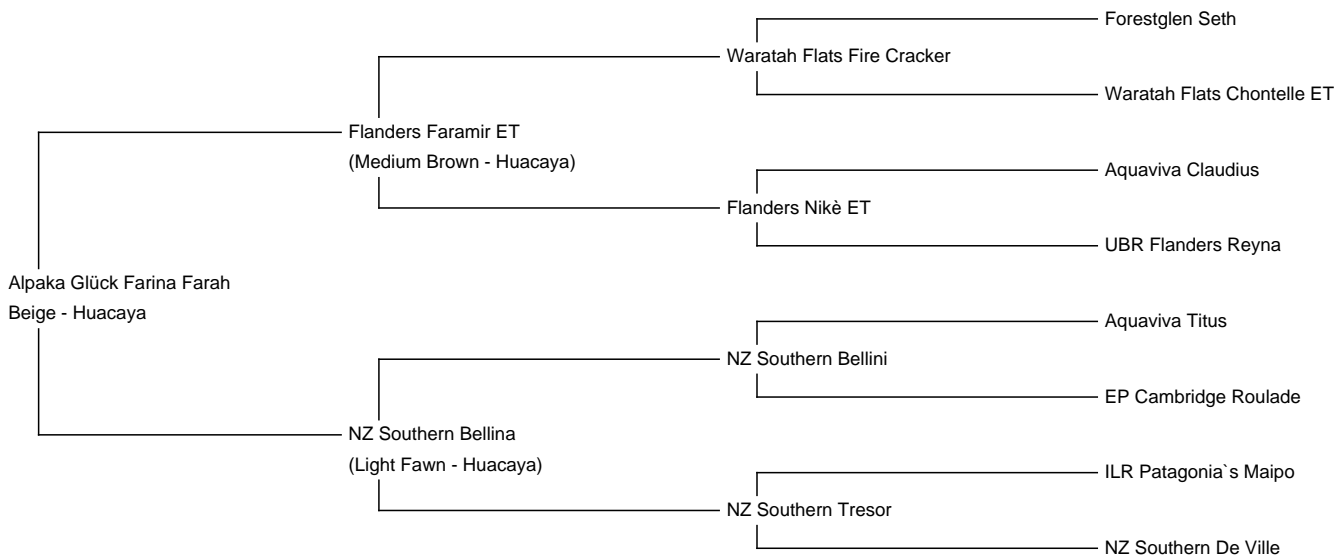 Forestglen Seth
Waratah Flats Fire Cracker
Waratah Flats Chontelle ET
Flanders Faramir ET
(Medium Brown - Huacaya)
Aquaviva Claudius
Flanders Nikè ET
UBR Flanders Reyna
Alpaka Glück Farina Farah
Beige - Huacaya
Aquaviva Titus
NZ Southern Bellini
EP Cambridge Roulade
NZ Southern Bellina
(Light Fawn - Huacaya)
ILR Patagonia`s Maipo
NZ Southern Tresor
NZ Southern De Ville